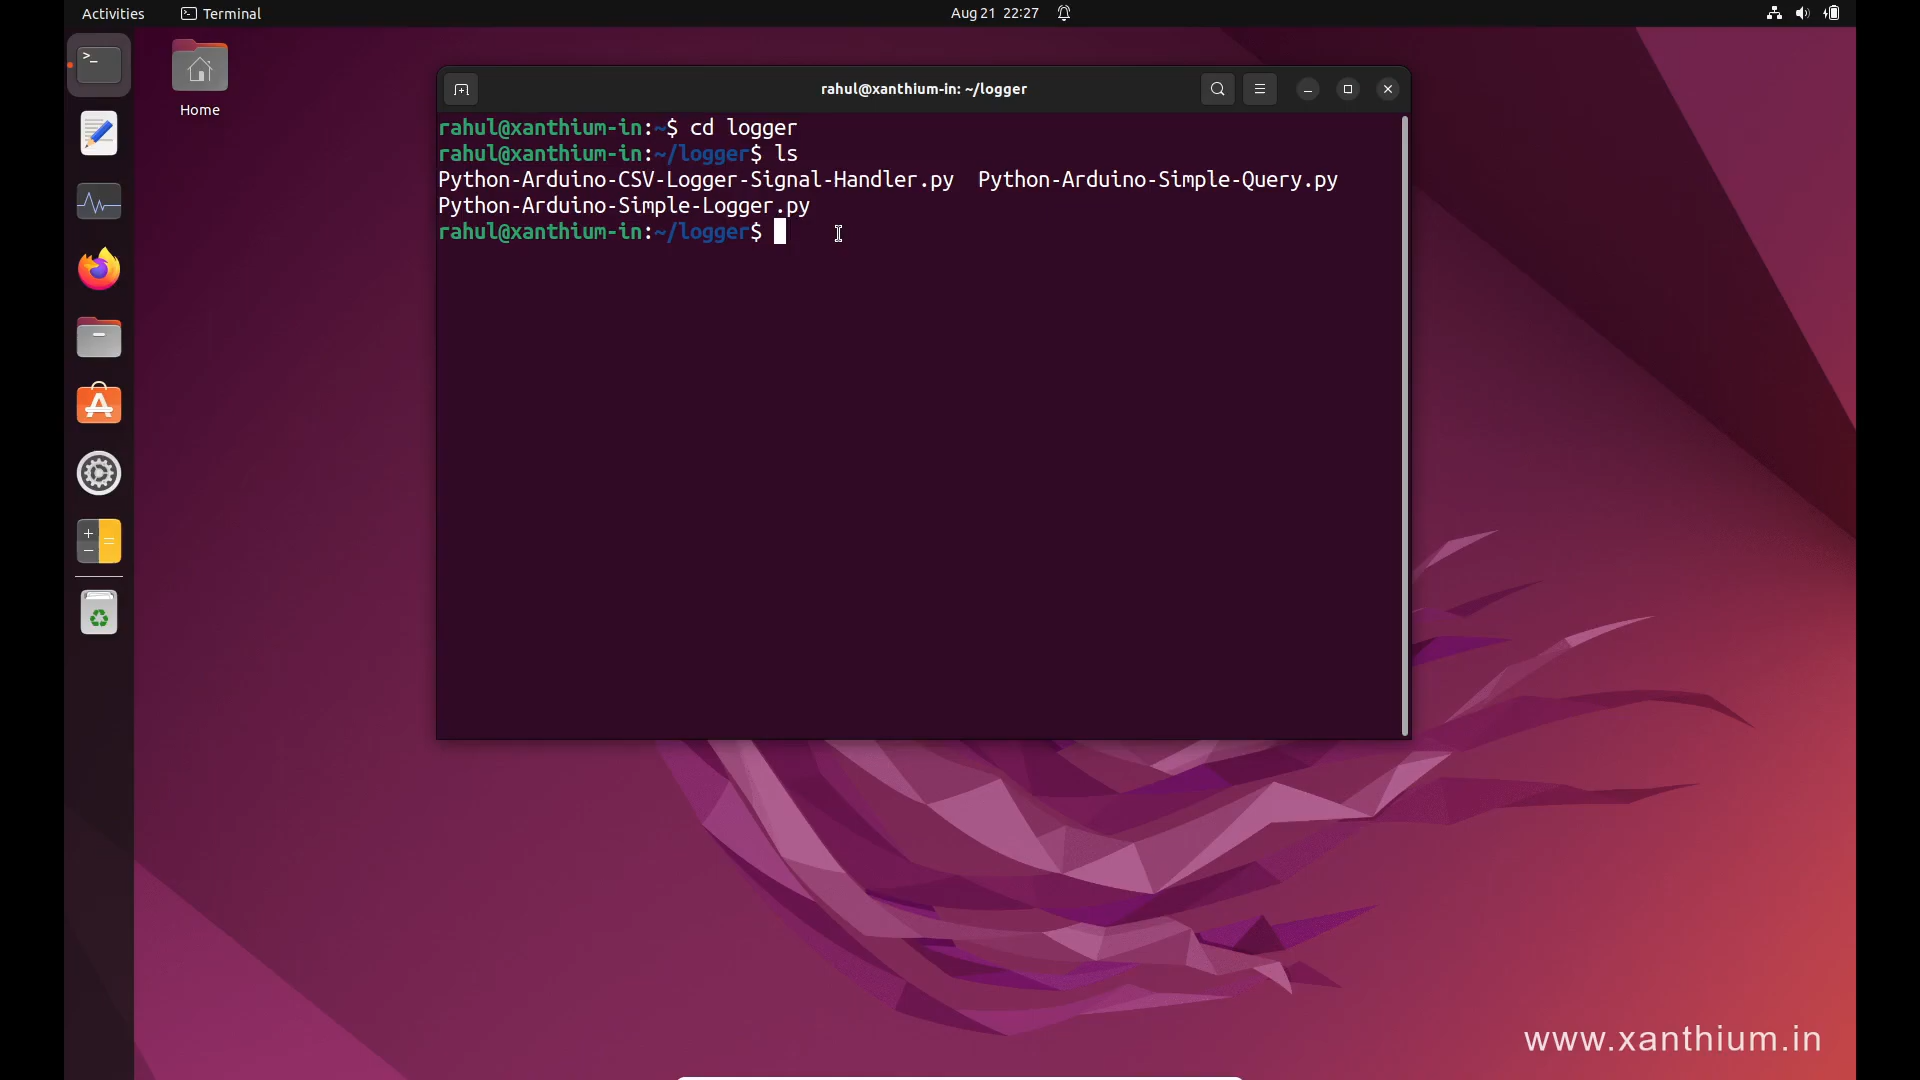 Activities Terminal Aug 21 22:27
Home
rahul@xanthium-in: ~/logger
rahul@xanthium-in:~$ cd logger
rahul@xanthium-in:~/logger$ ls
Python-Arduino-CSV-Logger-Signal-Handler.py Python-Arduino-Simple-Query.py
Python-Arduino-Simple-Logger.py
rahul@xanthium-in:~/logger$
www.xanthium.in